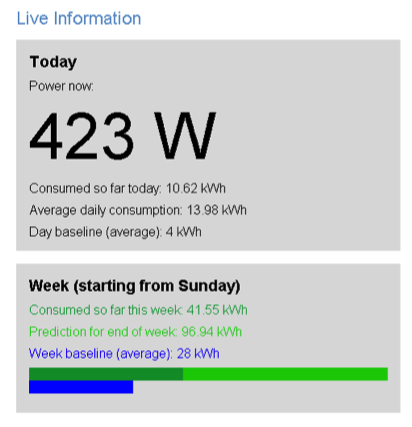 Live Information
Today
Power now:
423 W
Consumed so far today: 10.62 kWh
Average daily consumption: 13.98 kWh
Day baseline (average): 4 kWh
Week (starting from Sunday)
Consumed so far this week: 41.55 kWh
Prediction for end of week: 96.94 kWh
Week baseline (average): 28 kWh